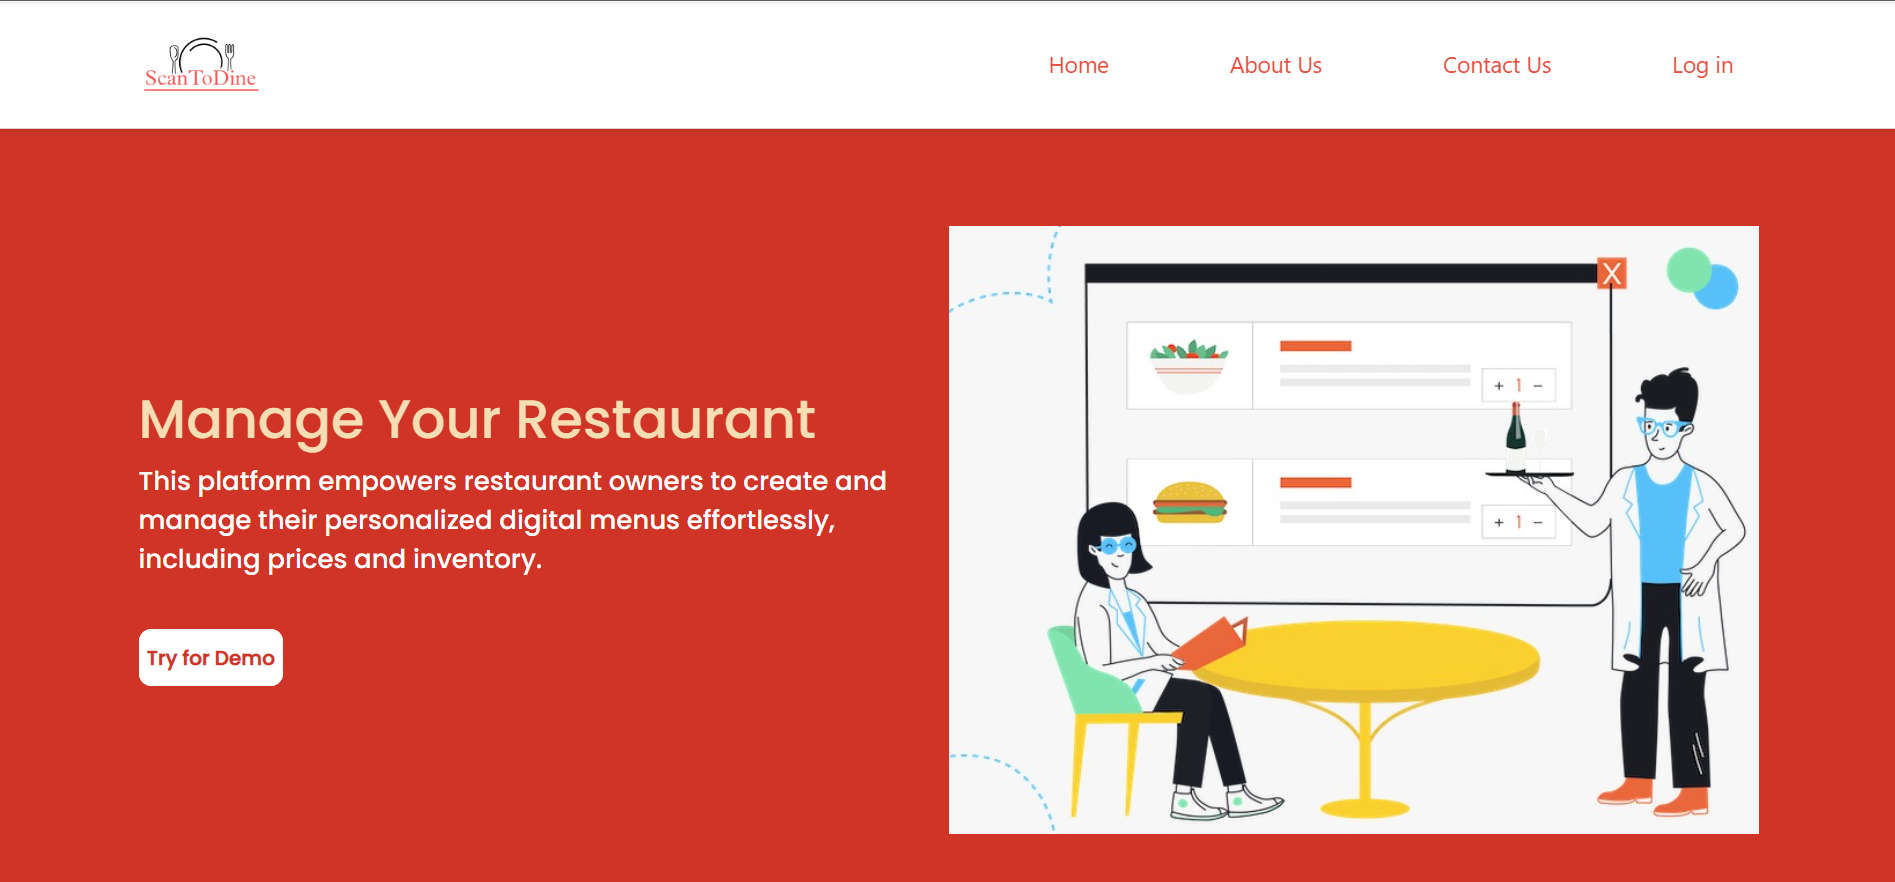 ScanToDine
Home
About Us
Contact Us
Log in
X
+ 1 −
+ 1 −
Manage Your Restaurant
This platform empowers restaurant owners to create and
manage their personalized digital menus effortlessly,
including prices and inventory.
Try for Demo